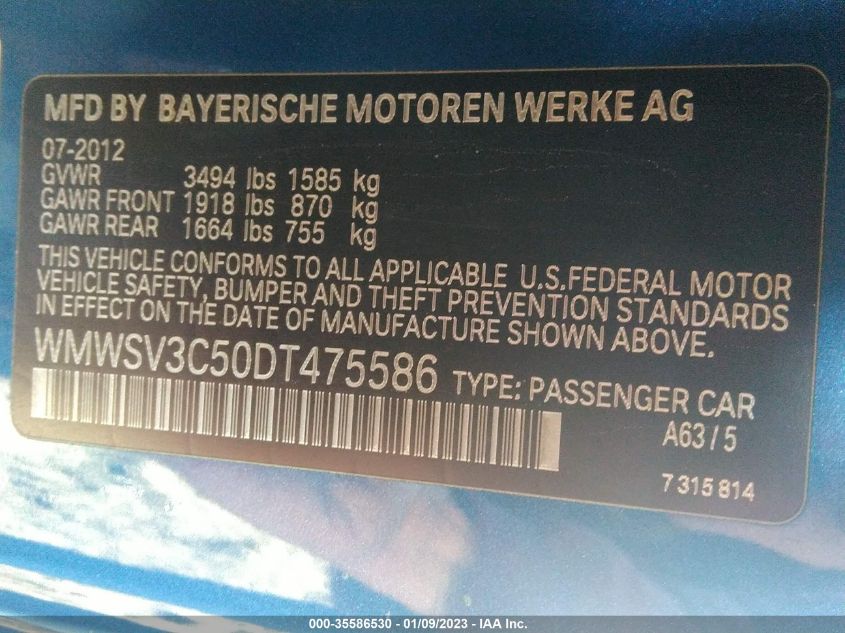 MFD BY BAYERISCHE MOTOREN WERKE AG
07-2012
GVWR 3494 lbs 1585 kg
GAWR FRONT 1918 lbs 870 kg
GAWR REAR 1664 lbs 755 kg
THIS VEHICLE CONFORMS TO ALL APPLICABLE U.S.FEDERAL MOTOR
VEHICLE SAFETY, BUMPER AND THEFT PREVENTION STANDARDS
IN EFFECT ON THE DATE OF MANUFACTURE SHOWN ABOVE.
WMWSV3C50DT475586 TYPE: PASSENGER CAR
A63/5
7315814
000-35586530 - 01/09/2023 - IAA Inc.